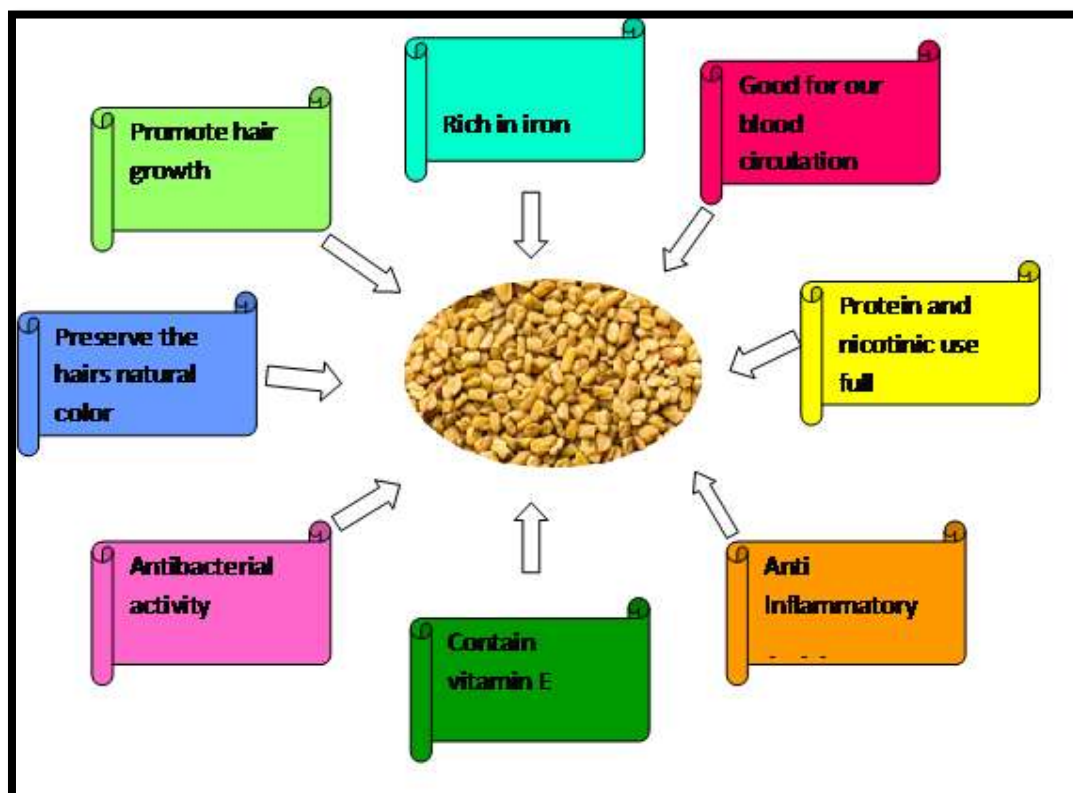 Rich in iron
Good for our
blood
circulation
Promote hair
growth
Protein and
nicotinic use
full
Preserve the
hairs natural
color
Antibacterial
activity
Anti
Inflammatory
Contain
vitamin E